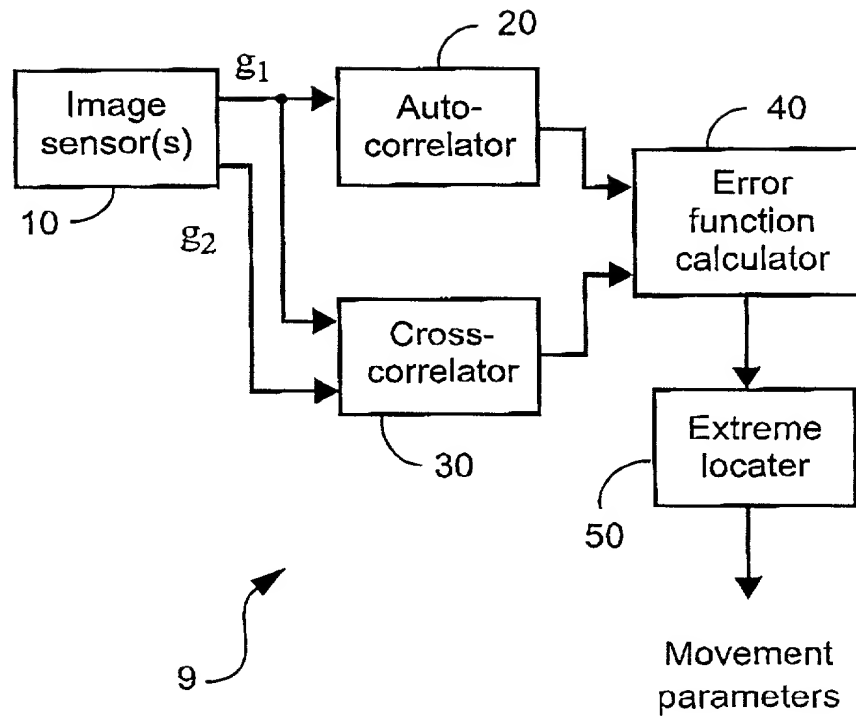 20
g1
Image
sensor(s)
10
Auto-
correlator
40
Error
function
calculator
g2
Cross-
correlator
30
Extreme
locater
50
9
Movement
parameters